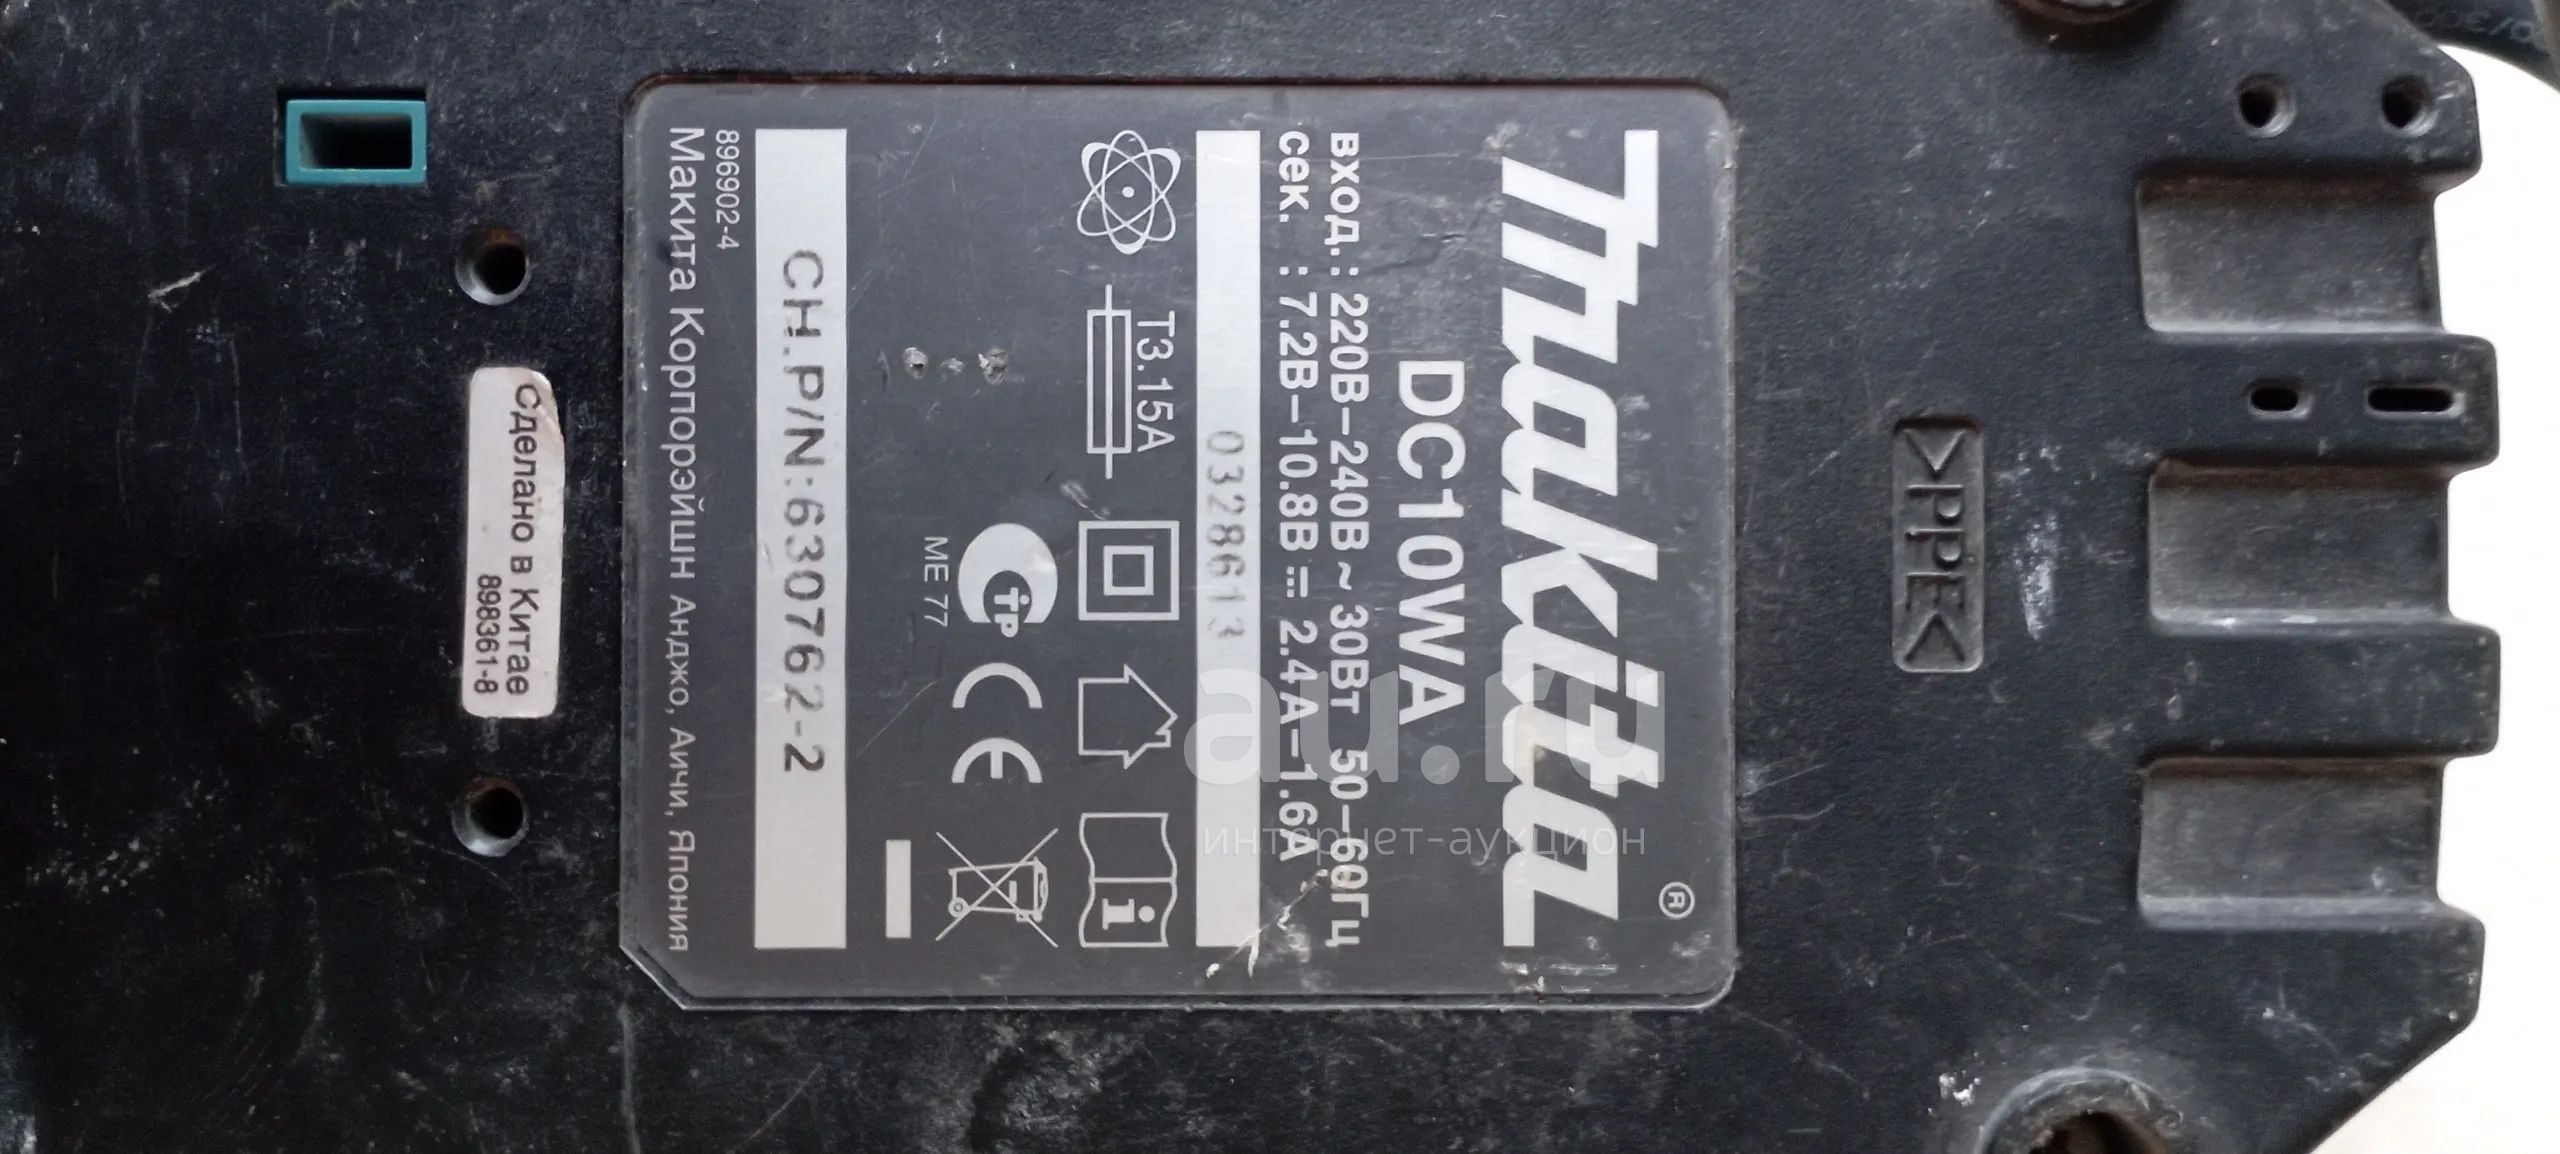 Makita®
DC10WA
вход.: 220В–240В ~ 30Вт 50–60Гц
сек. : 7.2В–10.8В ⎓ 2.4А–1.6А
0328613
T3.15A
i
ME 77
CE
CH.P/N:630762-2
896902-4
Макита Корпорэйшн Анджо, Аичи, Япония
Сделано в Китае
898361-8
>PPE<
au.ru
интернет-аукцион